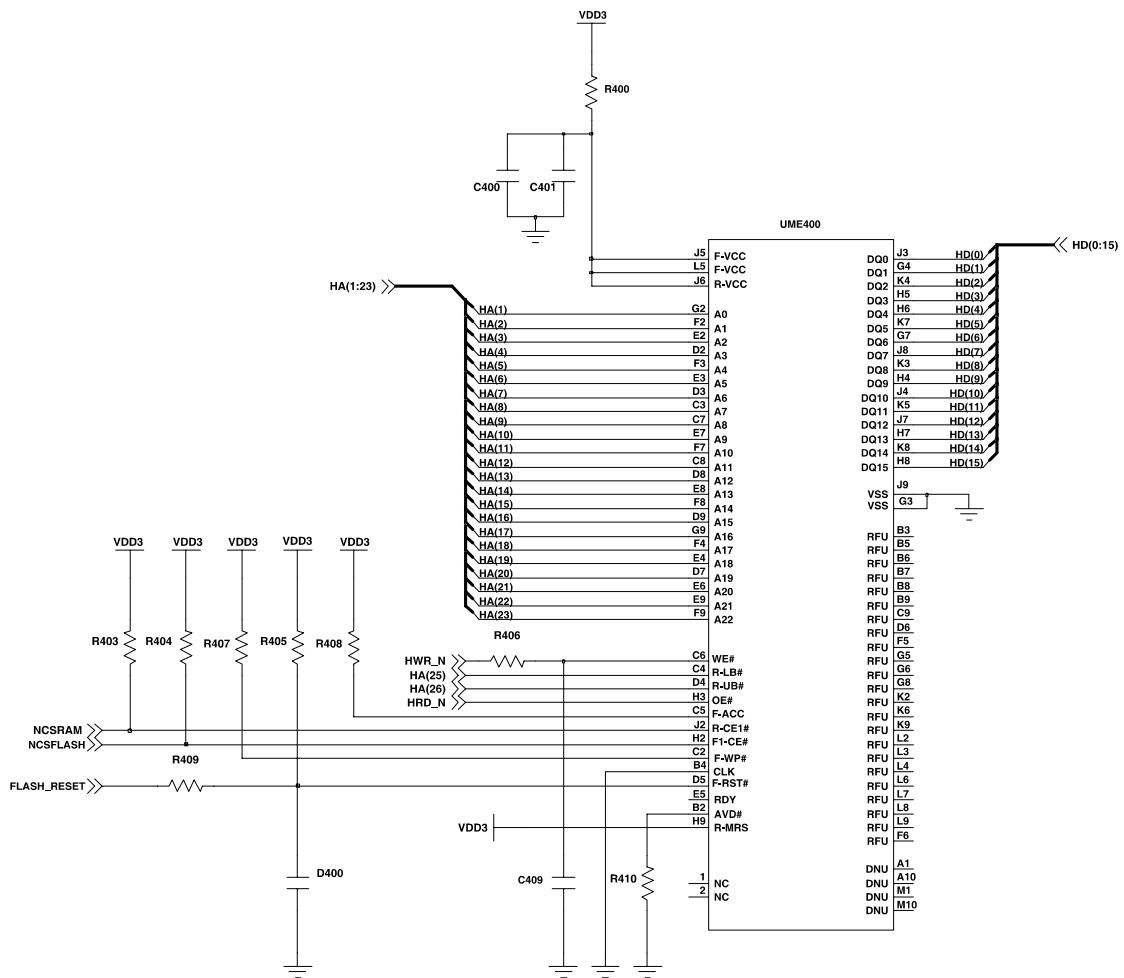 VDD3
R400
C400 C401
UME400
HA(1:23)
HD(0:15)
J5 F-VCC
L5 F-VCC
J6 R-VCC
HA(1) G2 A0
HA(2) F2 A1
HA(3) E2 A2
HA(4) D2 A3
HA(5) F3 A4
HA(6) E3 A5
HA(7) D3 A6
HA(8) C3 A7
HA(9) C7 A8
HA(10) E7 A9
HA(11) F7 A10
HA(12) C8 A11
HA(13) D8 A12
HA(14) E8 A13
HA(15) F8 A14
HA(16) D9 A15
HA(17) G9 A16
HA(18) F4 A17
HA(19) E4 A18
HA(20) D7 A19
HA(21) E6 A20
HA(22) E9 A21
HA(23) F9 A22
DQ0 J3 HD(0)
DQ1 G4 HD(1)
DQ2 K4 HD(2)
DQ3 H5 HD(3)
DQ4 H6 HD(4)
DQ5 K7 HD(5)
DQ6 G7 HD(6)
DQ7 J8 HD(7)
DQ8 K3 HD(8)
DQ9 H4 HD(9)
DQ10 J4 HD(10)
DQ11 K5 HD(11)
DQ12 J7 HD(12)
DQ13 H7 HD(13)
DQ14 K8 HD(14)
DQ15 H8 HD(15)
VSS J9
VSS G3
RFU B3
RFU B5
RFU B6
RFU B7
RFU B8
RFU B9
RFU C9
RFU D6
RFU F5
RFU G5
RFU G6
RFU G8
RFU K2
RFU K6
RFU K9
RFU L2
RFU L3
RFU L4
RFU L6
RFU L7
RFU L8
RFU L9
RFU F6
DNU A1
DNU A10
DNU M1
DNU M10
VDD3 VDD3 VDD3 VDD3 VDD3
R403 R404 R407 R405 R408
R406
HWR_N C6 WE#
HA(25) C4 R-LB#
HA(26) D4 R-UB#
HRD_N H3 OE#
C5 F-ACC
NCSRAM J2 R-CE1#
NCSFLASH H2 F1-CE#
C2 F-WP#
R409
B4 CLK
FLASH_RESET D5 F-RST#
E5 RDY
B2 AVD#
VDD3 H9 R-MRS
D400 C409 R410
1 NC
2 NC